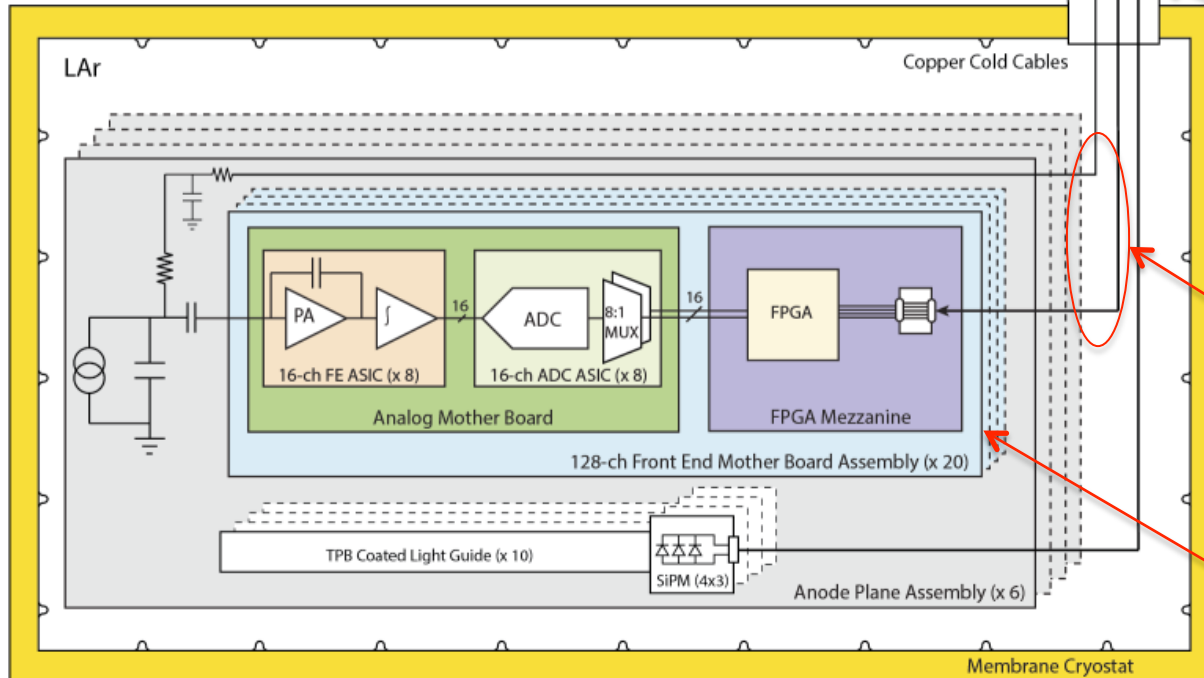 LAr
Copper Cold Cables
PA
∫
16
ADC
8:1
MUX
16
FPGA
16-ch FE ASIC (x 8)
16-ch ADC ASIC (x 8)
Analog Mother Board
FPGA Mezzanine
128-ch Front End Mother Board Assembly (x 20)
TPB Coated Light Guide (x 10)
SiPM (4x3)
Anode Plane Assembly (x 6)
Membrane Cryostat